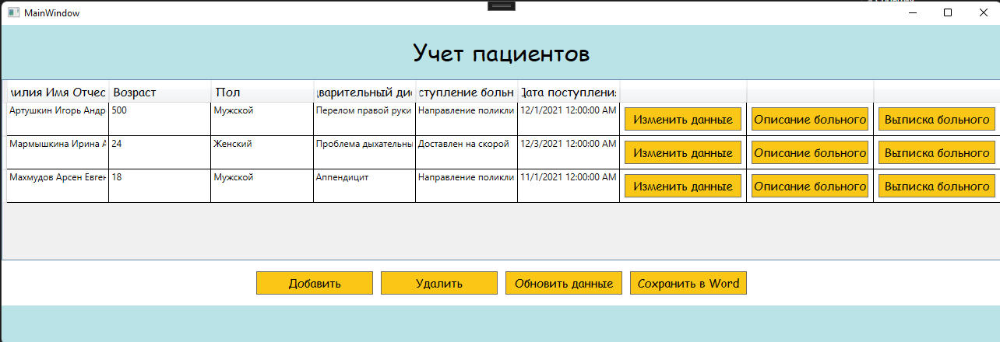 MainWindow
Учет пациентов
илия Имя Отчес Возраст Пол варительный диа ступление больн Дата поступления
Артушкин Игорь Андр 500 Мужской Перелом правой руки Направление поликли 12/1/2021 12:00:00 AM Изменить данные Описание больного Выписка больного
Мармышкина Ирина А 24 Женский Проблема дыхательны Доставлен на скорой 12/3/2021 12:00:00 AM Изменить данные Описание больного Выписка больного
Махмудов Арсен Евген 18 Мужской Аппендицит Направление поликли 11/1/2021 12:00:00 AM Изменить данные Описание больного Выписка больного
Добавить Удалить Обновить данные Сохранить в Word